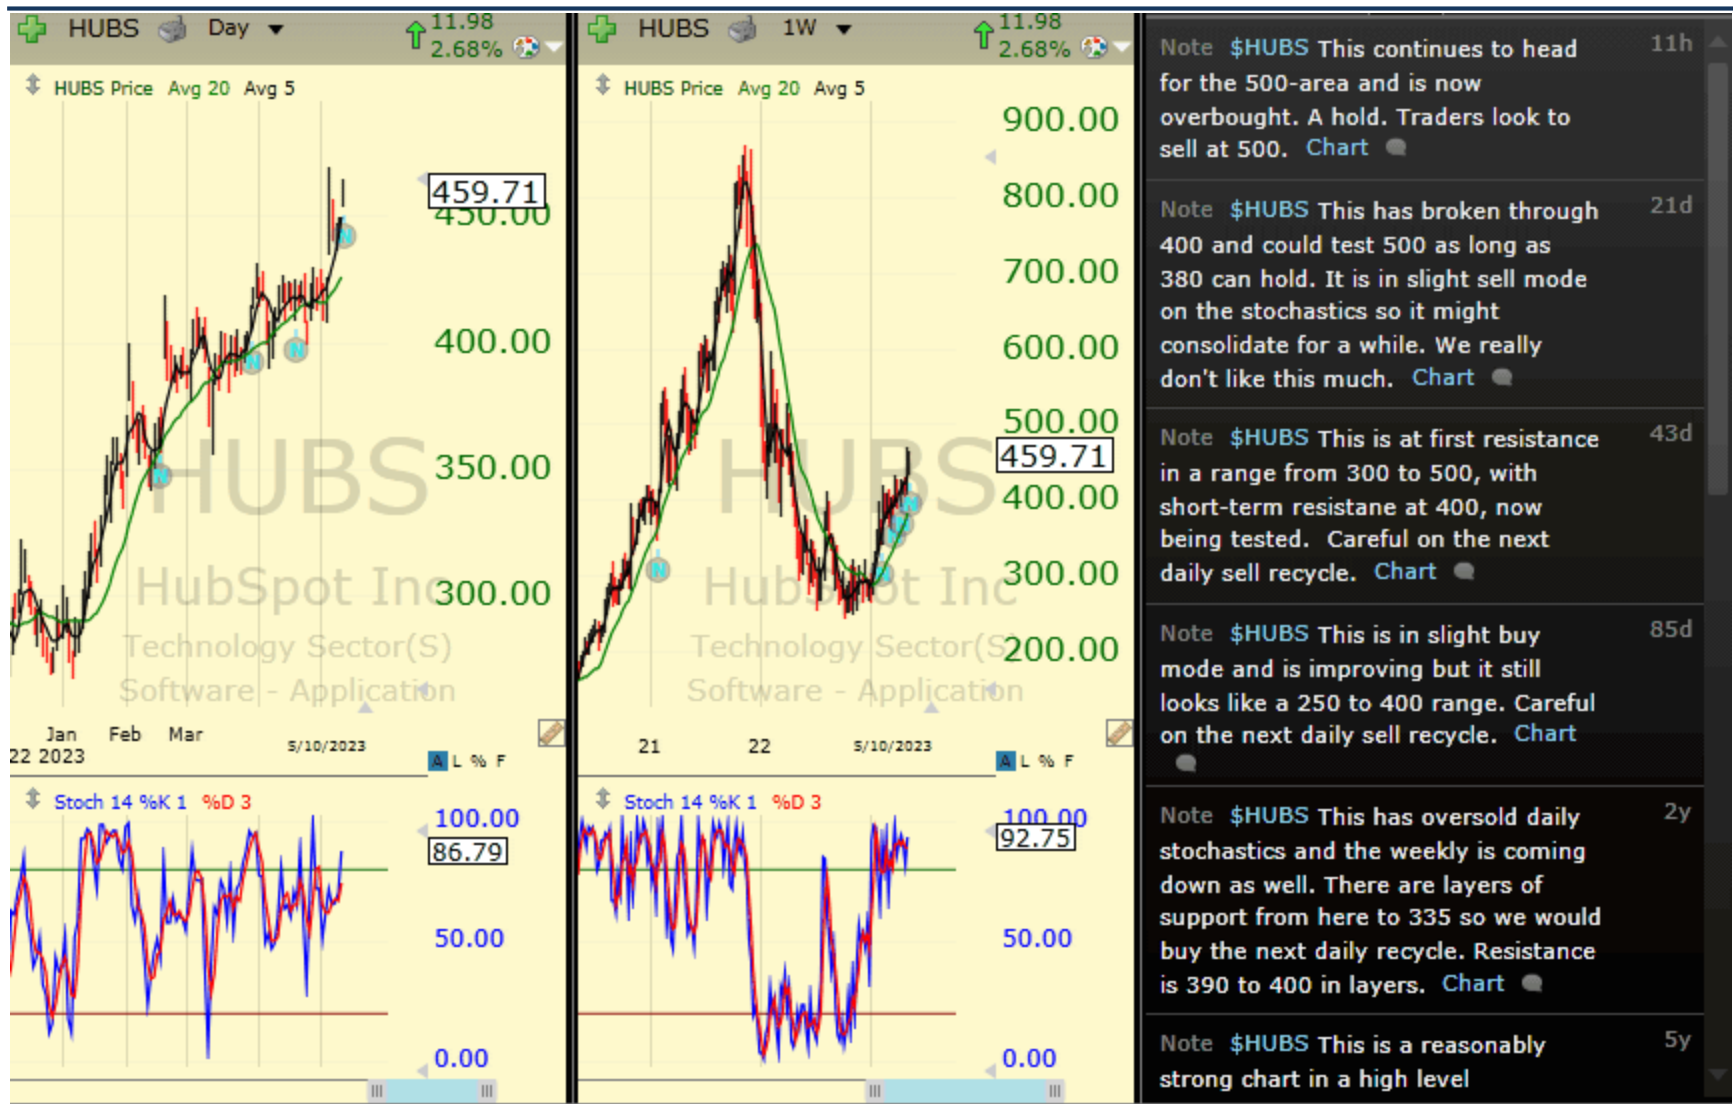 HUBS Day
11.98
2.68%
HUBS Price Avg 20 Avg 5
459.71
450.00
400.00
350.00
300.00
HUBS
HubSpot Inc
Technology Sector(S)
Software - Application
Jan Feb Mar
22 2023
5/10/2023
A L % F
Stoch 14 %K 1 %D 3
100.00
86.79
50.00
0.00
N
N
N
N
HUBS 1W
11.98
2.68%
HUBS Price Avg 20 Avg 5
900.00
800.00
700.00
600.00
500.00
459.71
400.00
300.00
200.00
HUBS
HubSpot Inc
Technology Sector(S)
Software - Application
21 22 5/10/2023
A L % F
Stoch 14 %K 1 %D 3
100.00
92.75
50.00
0.00
N
N
N
N
N
Note $HUBS This continues to head 11h
for the 500-area and is now
overbought. A hold. Traders look to
sell at 500. Chart
Note $HUBS This has broken through 21d
400 and could test 500 as long as
380 can hold. It is in slight sell mode
on the stochastics so it might
consolidate for a while. We really
don't like this much. Chart
Note $HUBS This is at first resistance 43d
in a range from 300 to 500, with
short-term resistane at 400, now
being tested. Careful on the next
daily sell recycle. Chart
Note $HUBS This is in slight buy 85d
mode and is improving but it still
looks like a 250 to 400 range. Careful
on the next daily sell recycle. Chart
Note $HUBS This has oversold daily 2y
stochastics and the weekly is coming
down as well. There are layers of
support from here to 335 so we would
buy the next daily recycle. Resistance
is 390 to 400 in layers. Chart
Note $HUBS This is a reasonably 5y
strong chart in a high level